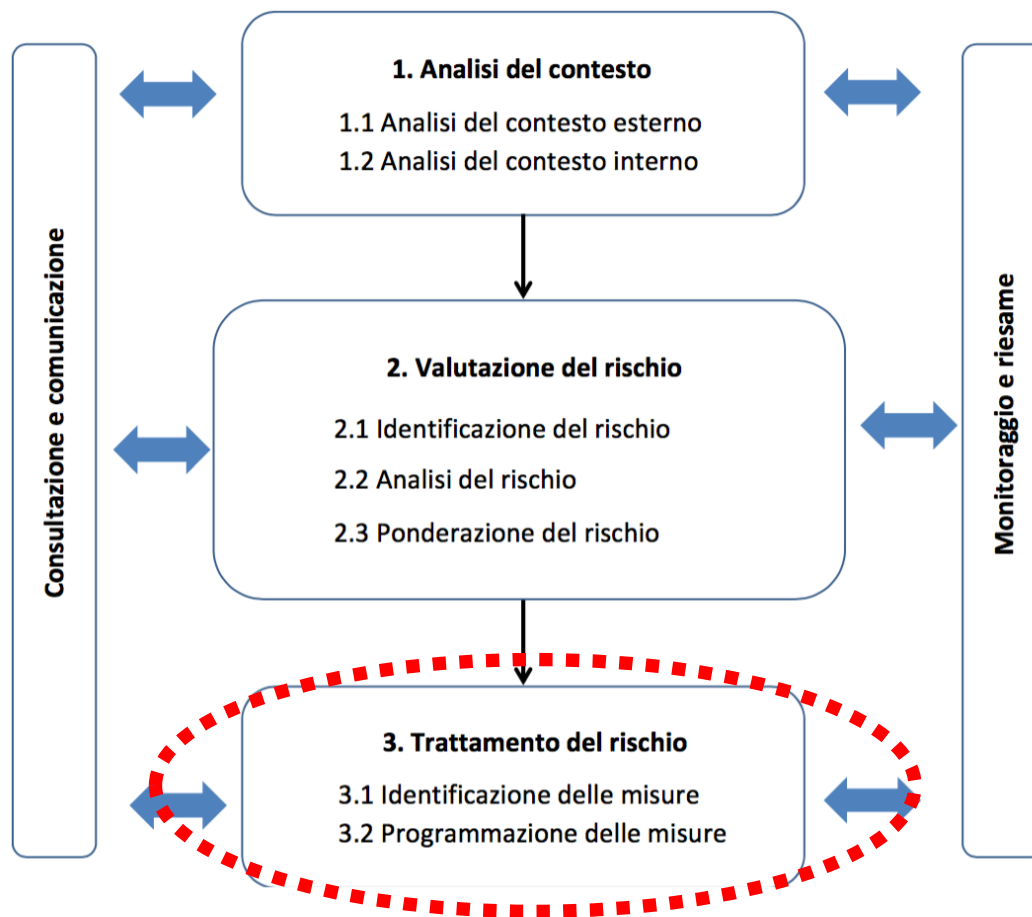 Consultazione e comunicazione
1. Analisi del contesto
1.1 Analisi del contesto esterno
1.2 Analisi del contesto interno
2. Valutazione del rischio
2.1 Identificazione del rischio
2.2 Analisi del rischio
2.3 Ponderazione del rischio
3. Trattamento del rischio
3.1 Identificazione delle misure
3.2 Programmazione delle misure
Monitoraggio e riesame